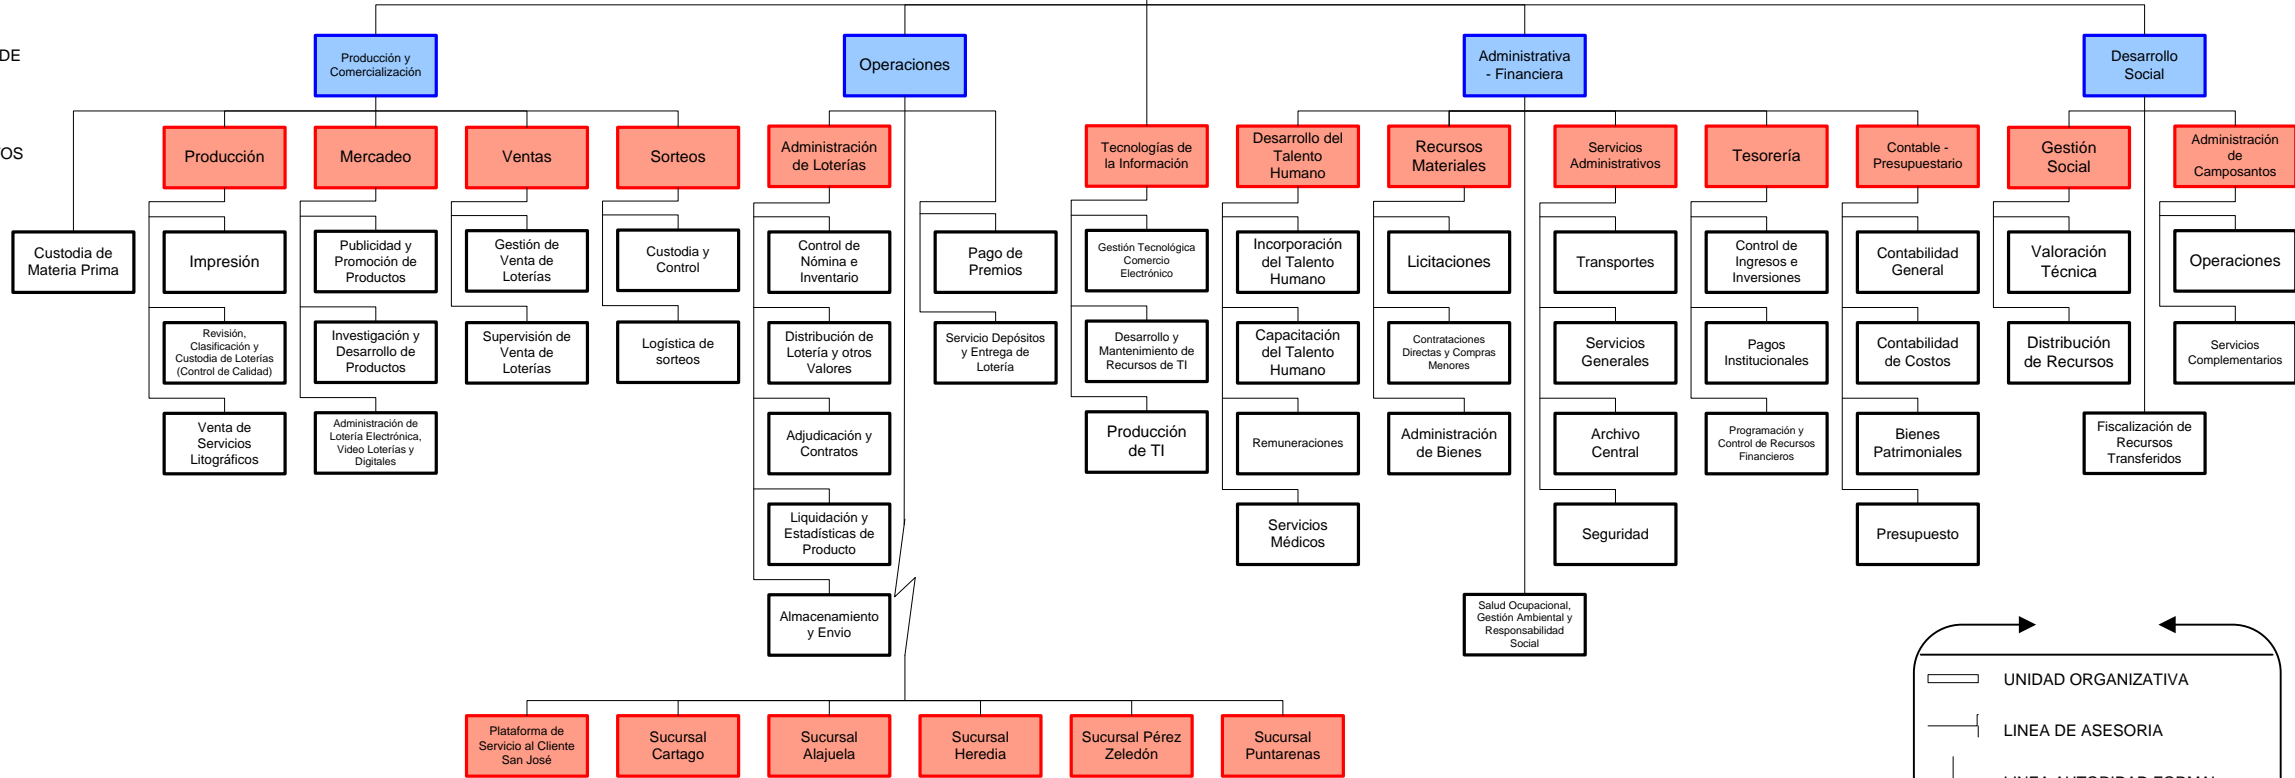 DE
Producción y
Comercialización
Operaciones
Administrativa
- Financiera
Desarrollo
Social
OS
Producción
Mercadeo
Ventas
Sorteos
Administración
de Loterías
Tecnologías de
la Información
Desarrollo del
Talento
Humano
Recursos
Materiales
Servicios
Administrativos
Tesorería
Contable -
Presupuestario
Gestión
Social
Administración
de
Camposantos
Custodia de
Materia Prima
Impresión
Publicidad y
Promoción de
Productos
Gestión de
Venta de
Loterías
Custodia y
Control
Control de
Nómina e
Inventario
Pago de
Premios
Gestión Tecnológica
Comercio
Electrónico
Incorporación
del Talento
Humano
Licitaciones
Transportes
Control de
Ingresos e
Inversiones
Contabilidad
General
Valoración
Técnica
Operaciones
Revisión,
Clasificación y
Custodia de Loterías
(Control de Calidad)
Investigación y
Desarrollo de
Productos
Supervisión de
Venta de
Loterías
Logística de
sorteos
Distribución de
Lotería y otros
Valores
Servicio Depósitos
y Entrega de
Lotería
Desarrollo y
Mantenimiento de
Recursos de TI
Capacitación
del Talento
Humano
Contrataciones
Directas y Compras
Menores
Servicios
Generales
Pagos
Institucionales
Contabilidad
de Costos
Distribución
de Recursos
Servicios
Complementarios
Venta de
Servicios
Litográficos
Administración de
Lotería Electrónica,
Video Loterías y
Digitales
Adjudicación y
Contratos
Producción
de TI
Remuneraciones
Administración
de Bienes
Archivo
Central
Programación y
Control de Recursos
Financieros
Bienes
Patrimoniales
Fiscalización de
Recursos
Transferidos
Liquidación y
Estadísticas de
Producto
Servicios
Médicos
Seguridad
Presupuesto
Almacenamiento
y Envio
Salud Ocupacional,
Gestión Ambiental y
Responsabilidad
Social
UNIDAD ORGANIZATIVA
LINEA DE ASESORIA
LINEA AUTORIDAD FORMAL
Plataforma de
Servicio al Cliente
San José
Sucursal
Cartago
Sucursal
Alajuela
Sucursal
Heredia
Sucursal Pérez
Zeledón
Sucursal
Puntarenas